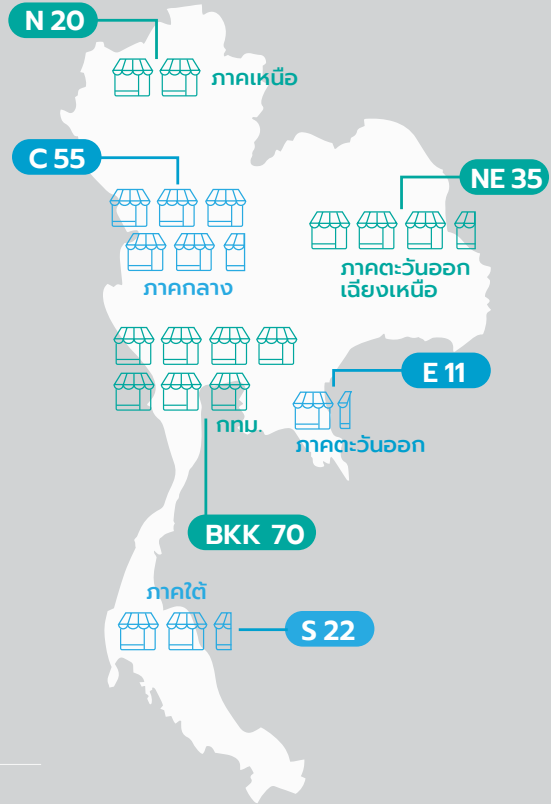 N 20
ภาคเหนือ
C 55
NE 35
ภาคกลาง
ภาคตะวันออก
เฉียงเหนือ
E 11
กทม.
ภาคตะวันออก
BKK 70
ภาคใต้
S 22